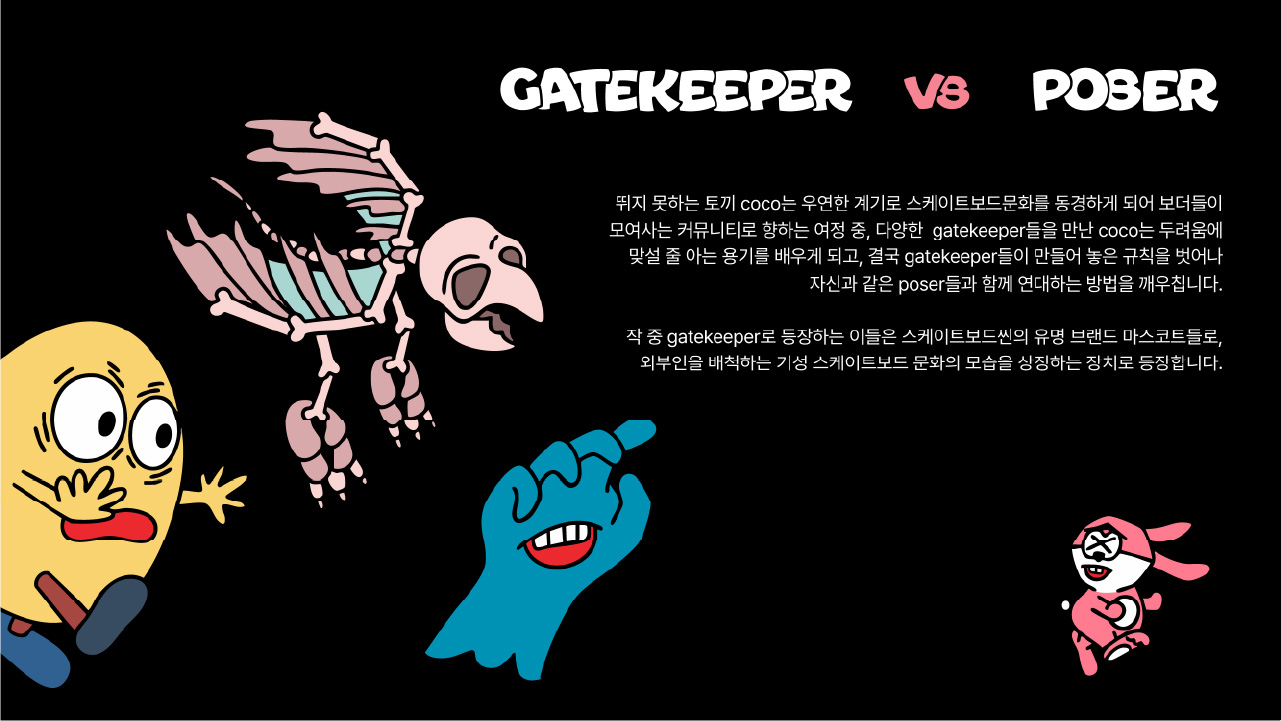 GATEKEEPER VS POSER
뛰지 못하는 토끼 coco는 우연한 계기로 스케이트보드문화를 동경하게 되어 보더들이
모여사는 커뮤니티로 향하는 여정 중, 다양한 gatekeeper들을 만난 coco는 두려움에
맞설 줄 아는 용기를 배우게 되고, 결국 gatekeeper들이 만들어 놓은 규칙을 벗어나
자신과 같은 poser들과 함께 연대하는 방법을 깨우칩니다.
작 중 gatekeeper로 등장하는 이들은 스케이트보드씬의 유명 브랜드 마스코트들로,
외부인을 배척하는 기성 스케이트보드 문화의 모습을 상징하는 장치로 등장합니다.